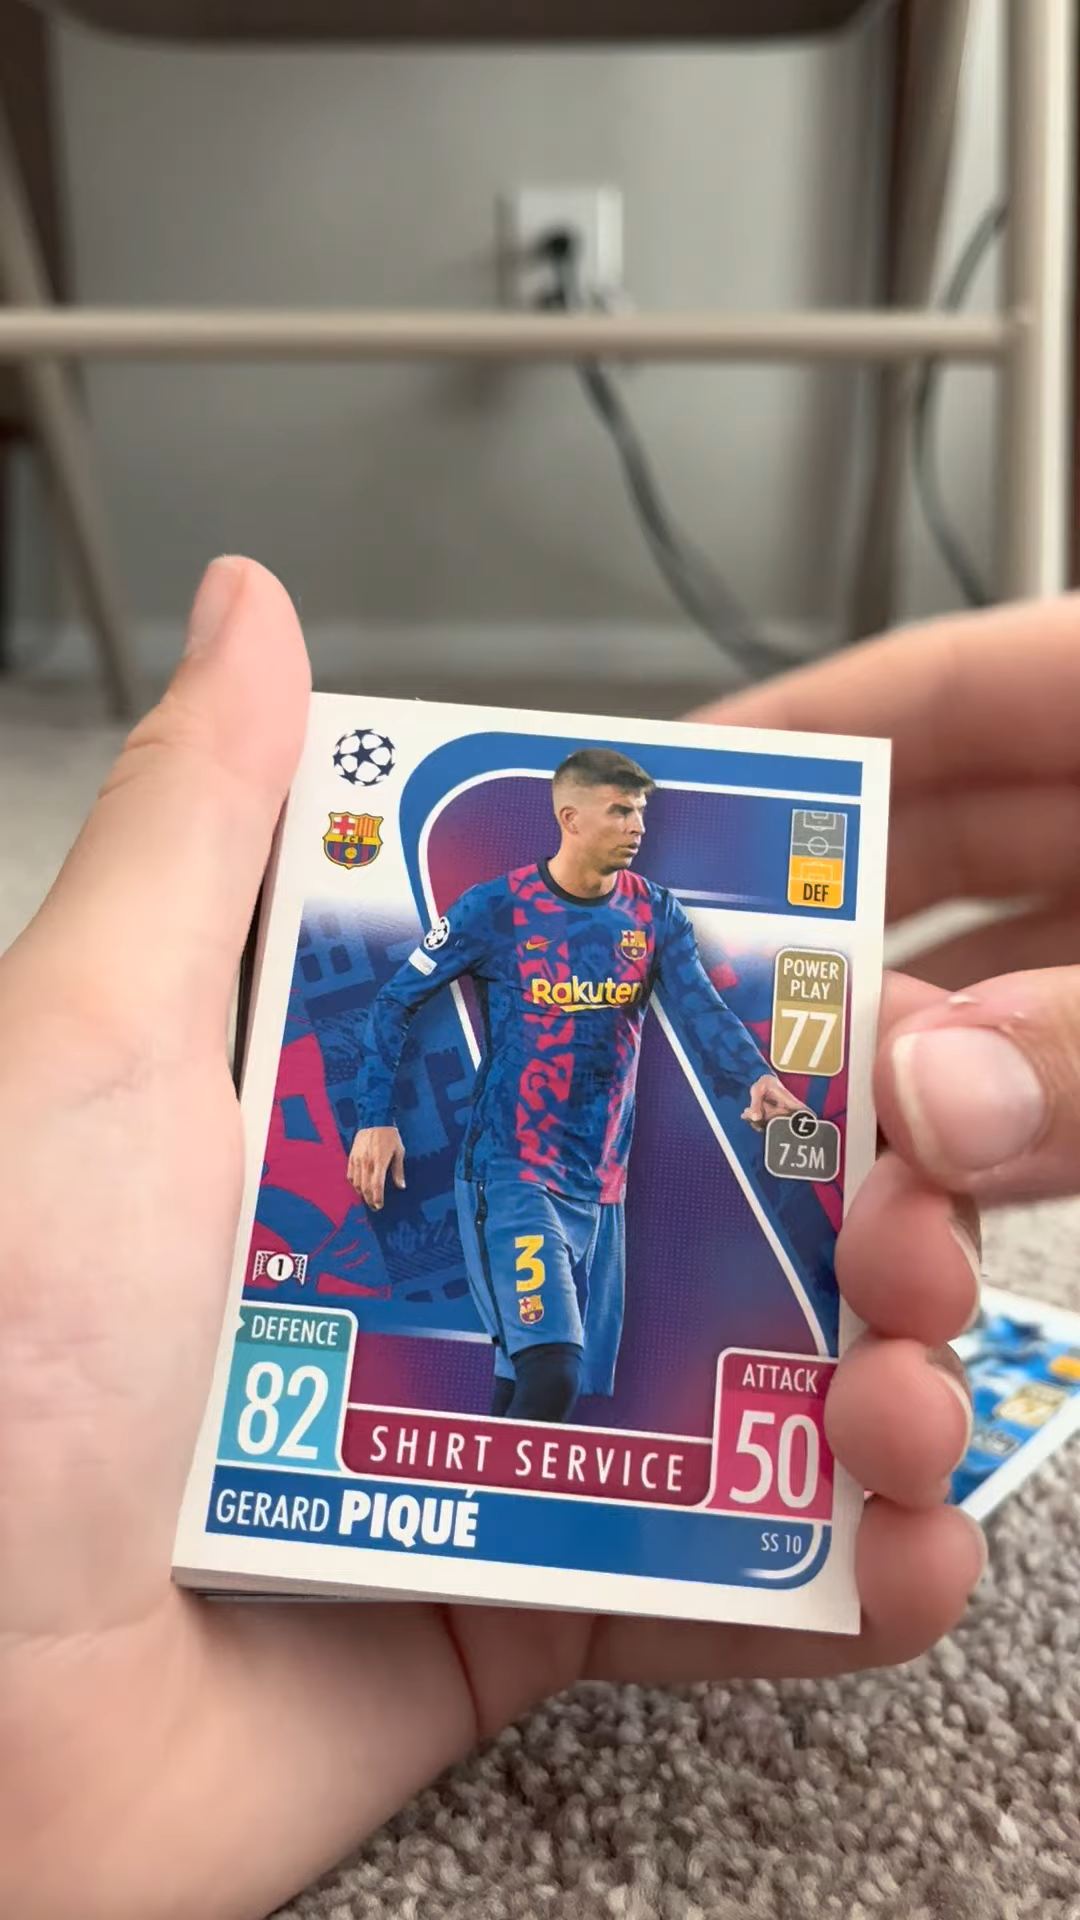 FCB
DEF
POWER
PLAY
77
Rakuten
7.5M
3
1
DEFENCE
82
ATTACK
50
SHIRT SERVICE
GERARD PIQUÉ
SS 10